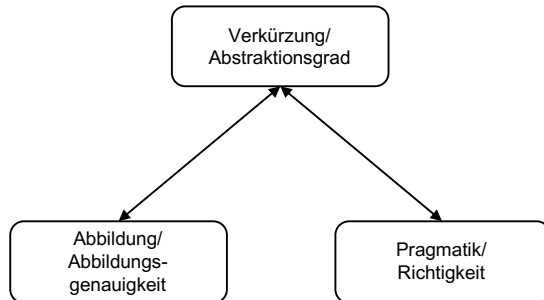 Verkürzung/
Abstraktionsgrad
Abbildung/
Abbildungs-
genauigkeit
Pragmatik/
Richtigkeit